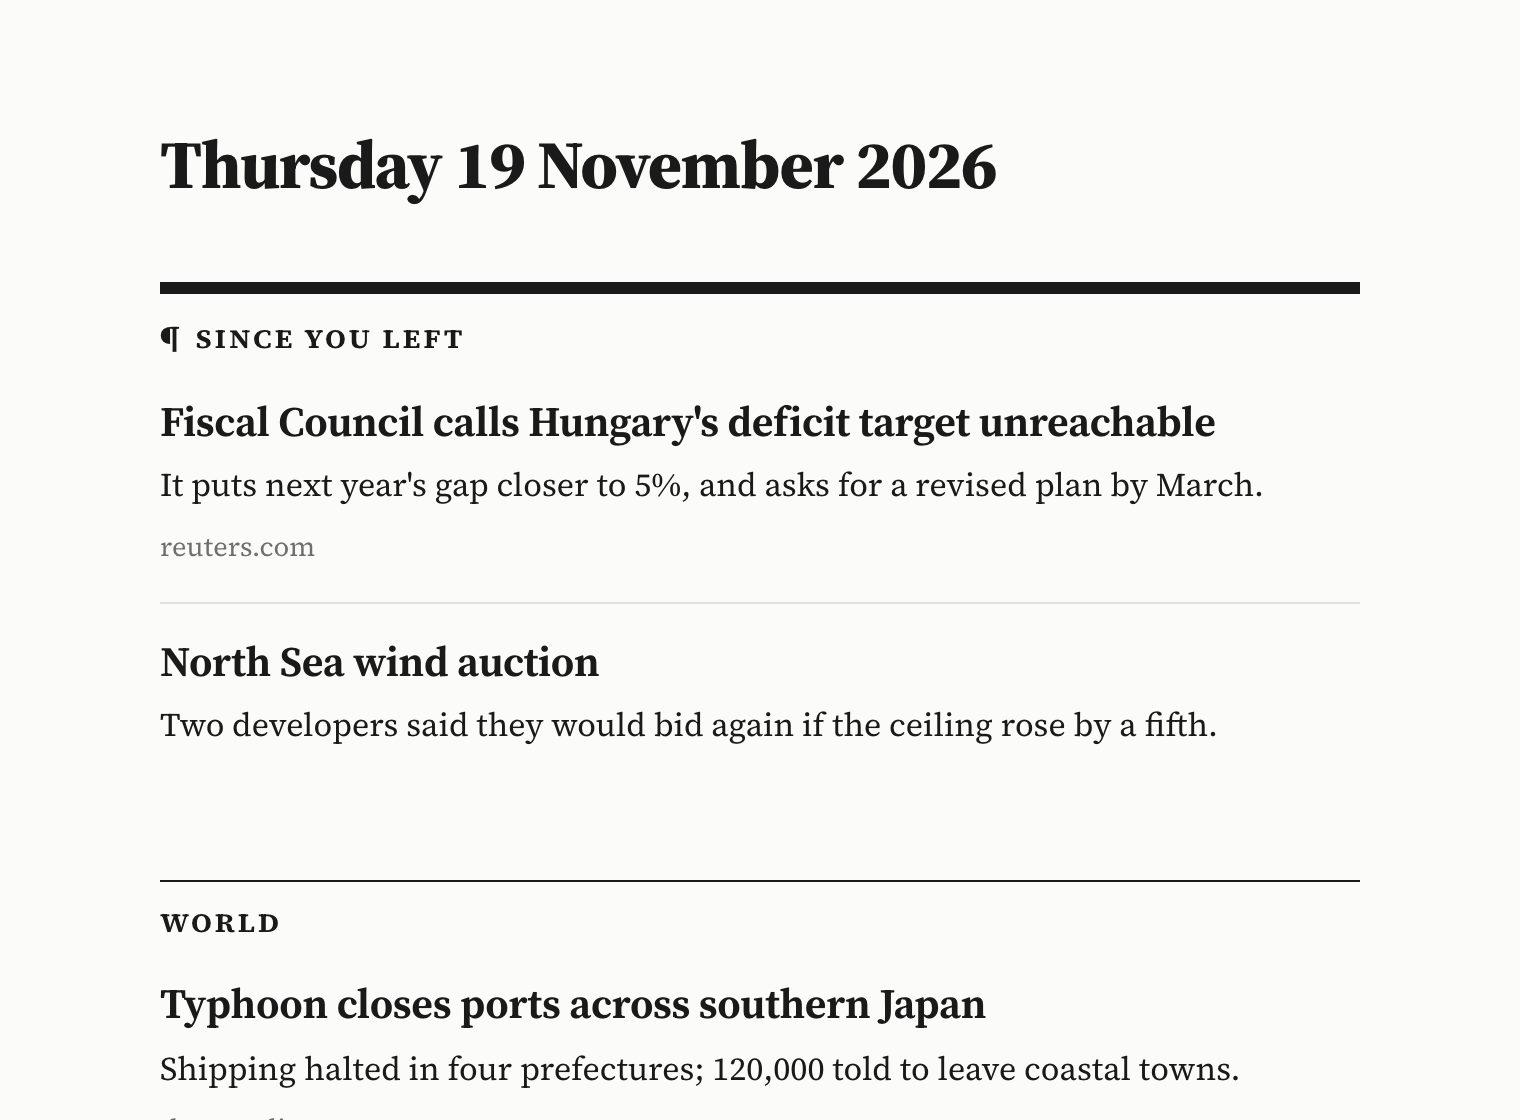 Thursday 19 November 2026
¶ SINCE YOU LEFT
Fiscal Council calls Hungary's deficit target unreachable
It puts next year's gap closer to 5%, and asks for a revised plan by March.
reuters.com
North Sea wind auction
Two developers said they would bid again if the ceiling rose by a fifth.
WORLD
Typhoon closes ports across southern Japan
Shipping halted in four prefectures; 120,000 told to leave coastal towns.